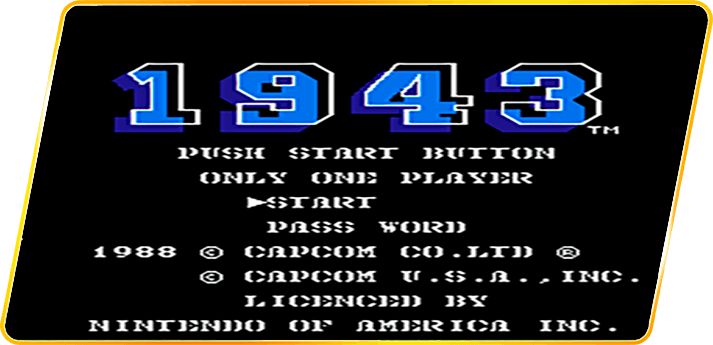 1943
TM
PUSH START BUTTON
ONLY ONE PLAYER
►START
PASS WORD
1988 © CAPCOM CO.LTD ®
© CAPCOM U.S.A.,INC.
LICENCED BY
NINTENDO OF AMERICA INC.